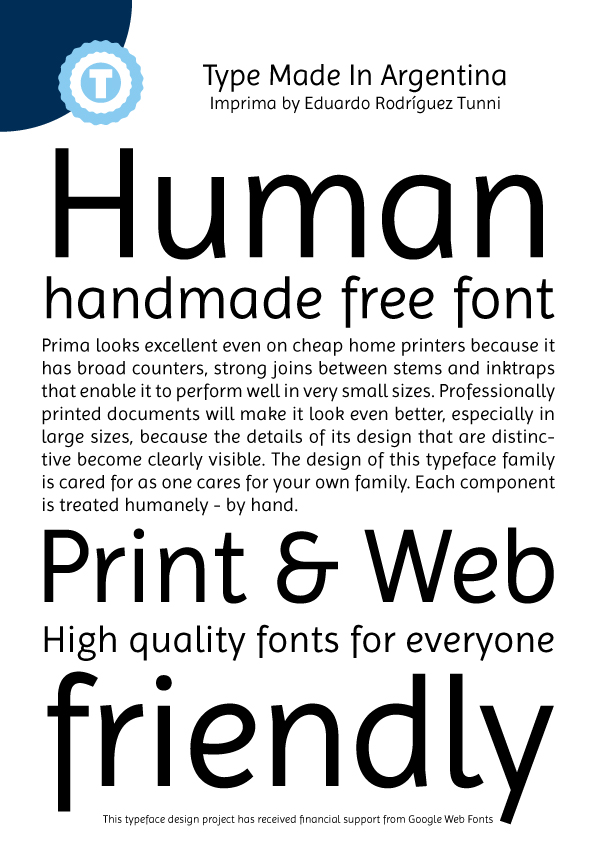 T
Type Made In Argentina
Imprima by Eduardo Rodríguez Tunni
Human
handmade free font
Prima looks excellent even on cheap home printers because it
has broad counters, strong joins between stems and inktraps
that enable it to perform well in very small sizes. Professionally
printed documents will make it look even better, especially in
large sizes, because the details of its design that are distinc-
tive become clearly visible. The design of this typeface family
is cared for as one cares for your own family. Each component
is treated humanely - by hand.
Print & Web
High quality fonts for everyone
friendly
This typeface design project has received financial support from Google Web Fonts